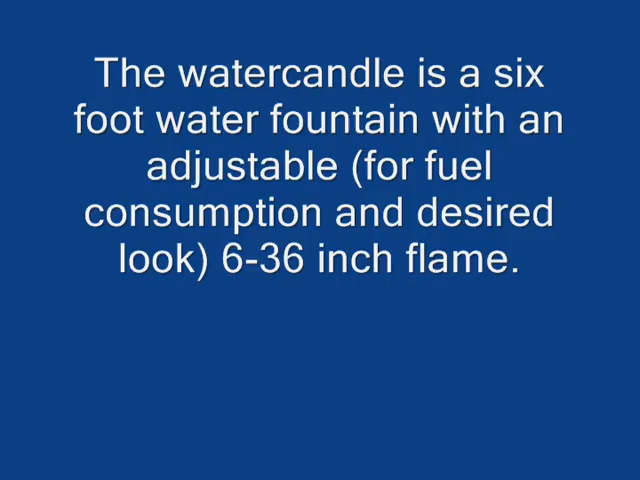 The watercandle is a six
foot water fountain with an
adjustable (for fuel
consumption and desired
look) 6-36 inch flame.